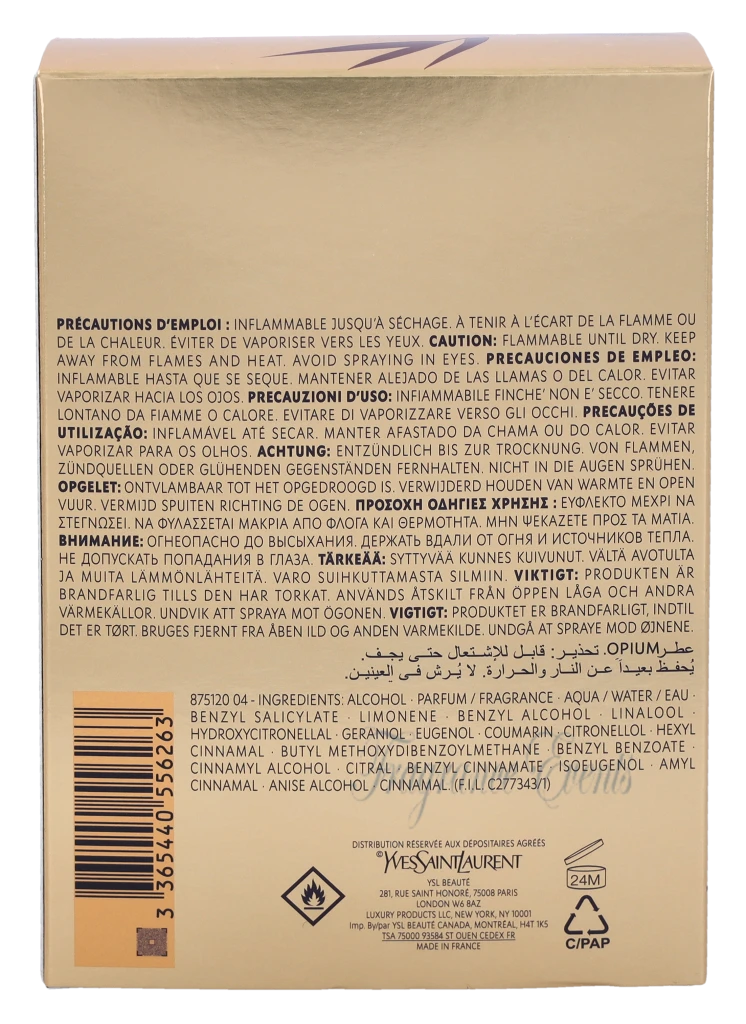 PRÉCAUTIONS D'EMPLOI : INFLAMMABLE JUSQU'À SÉCHAGE. À TENIR À L'ÉCART DE LA FLAMME OU
DE LA CHALEUR. ÉVITER DE VAPORISER VERS LES YEUX. CAUTION: FLAMMABLE UNTIL DRY. KEEP
AWAY FROM FLAMES AND HEAT. AVOID SPRAYING IN EYES. PRECAUCIONES DE EMPLEO:
INFLAMABLE HASTA QUE SE SEQUE. MANTENER ALEJADO DE LAS LLAMAS O DEL CALOR. EVITAR
VAPORIZAR HACIA LOS OJOS. PRECAUZIONI D'USO: INFIAMMABILE FINCHE' NON E' SECCO. TENERE
LONTANO DA FIAMME O CALORE. EVITARE DI VAPORIZZARE VERSO GLI OCCHI. PRECAUÇÕES DE
UTILIZAÇÃO: INFLAMÁVEL ATÉ SECAR. MANTER AFASTADO DA CHAMA OU DO CALOR. EVITAR
VAPORIZAR PARA OS OLHOS. ACHTUNG: ENTZÜNDLICH BIS ZUR TROCKNUNG. VON FLAMMEN,
ZÜNDQUELLEN ODER GLÜHENDEN GEGENSTÄNDEN FERNHALTEN. NICHT IN DIE AUGEN SPRÜHEN.
OPGELET: ONTVLAMBAAR TOT HET OPGEDROOGD IS. VERWIJDERD HOUDEN VAN WARMTE EN OPEN
VUUR. VERMIJD SPUITEN RICHTING DE OGEN. ΠΡΟΣΟΧΗ ΟΔΗΓΙΕΣ ΧΡΗΣΗΣ : ΕΥΦΛΕΚΤΟ ΜΕΧΡΙ ΝΑ
ΣΤΕΓΝΩΣΕΙ. ΝΑ ΦΥΛΑΣΣΕΤΑΙ ΜΑΚΡΙΑ ΑΠΟ ΦΛΟΓΑ ΚΑΙ ΘΕΡΜΟΤΗΤΑ. ΜΗΝ ΨΕΚΑΖΕΤΕ ΠΡΟΣ ΤΑ ΜΑΤΙΑ.
ВНИМАНИЕ: ОГНЕОПАСНО ДО ВЫСЫХАНИЯ. ДЕРЖАТЬ ВДАЛИ ОТ ОГНЯ И ИСТОЧНИКОВ ТЕПЛА.
НЕ ДОПУСКАТЬ ПОПАДАНИЯ В ГЛАЗА. TÄRKEÄÄ: SYTTYVÄÄ KUNNES KUIVUNUT. VÄLTÄ AVOTULTA
JA MUITA LÄMMÖNLÄHTEITÄ. VARO SUIHKUTTAMASTA SILMIIN. VIKTIGT: PRODUKTEN ÄR
BRANDFARLIG TILLS DEN HAR TORKAT. ANVÄNDS ÅTSKILT FRÅN ÖPPEN LÅGA OCH ANDRA
VÄRMEKÄLLOR. UNDVIK ATT SPRAYA MOT ÖGONEN. VIGTIGT: PRODUKTET ER BRANDFARLIGT, INDTIL
DET ER TØRT. BRUGES FJERNT FRA ÅBEN ILD OG ANDEN VARMEKILDE. UNDGÅ AT SPRAYE MOD ØJNENE.
عطر OPIUM. تحذير: قابل للإشتعال حتى يجف.
يُحفظ بعيداً عن النار والحرارة. لا يُرش في العينين.
875120 04 - INGREDIENTS: ALCOHOL · PARFUM / FRAGRANCE · AQUA / WATER / EAU ·
BENZYL SALICYLATE · LIMONENE · BENZYL ALCOHOL · LINALOOL ·
HYDROXYCITRONELLAL · GERANIOL · EUGENOL · COUMARIN · CITRONELLOL · HEXYL
CINNAMAL · BUTYL METHOXYDIBENZOYLMETHANE · BENZYL BENZOATE ·
CINNAMYL ALCOHOL · CITRAL · BENZYL CINNAMATE · ISOEUGENOL · AMYL
CINNAMAL · ANISE ALCOHOL · CINNAMAL. (F.I.L. C277343/1)
Fragrance Events
3 365440 556263
DISTRIBUTION RÉSERVÉE AUX DÉPOSITAIRES AGRÉÉS
©YVESSAINTLAURENT
YSL BEAUTÉ
281, RUE SAINT HONORÉ, 75008 PARIS
LONDON W6 8AZ
LUXURY PRODUCTS LLC, NEW YORK, NY 10001
Imp. By/par YSL BEAUTÉ CANADA, MONTRÉAL, H4T 1K5
TSA 75000 93584 ST OUEN CEDEX FR
MADE IN FRANCE
24M
C/PAP